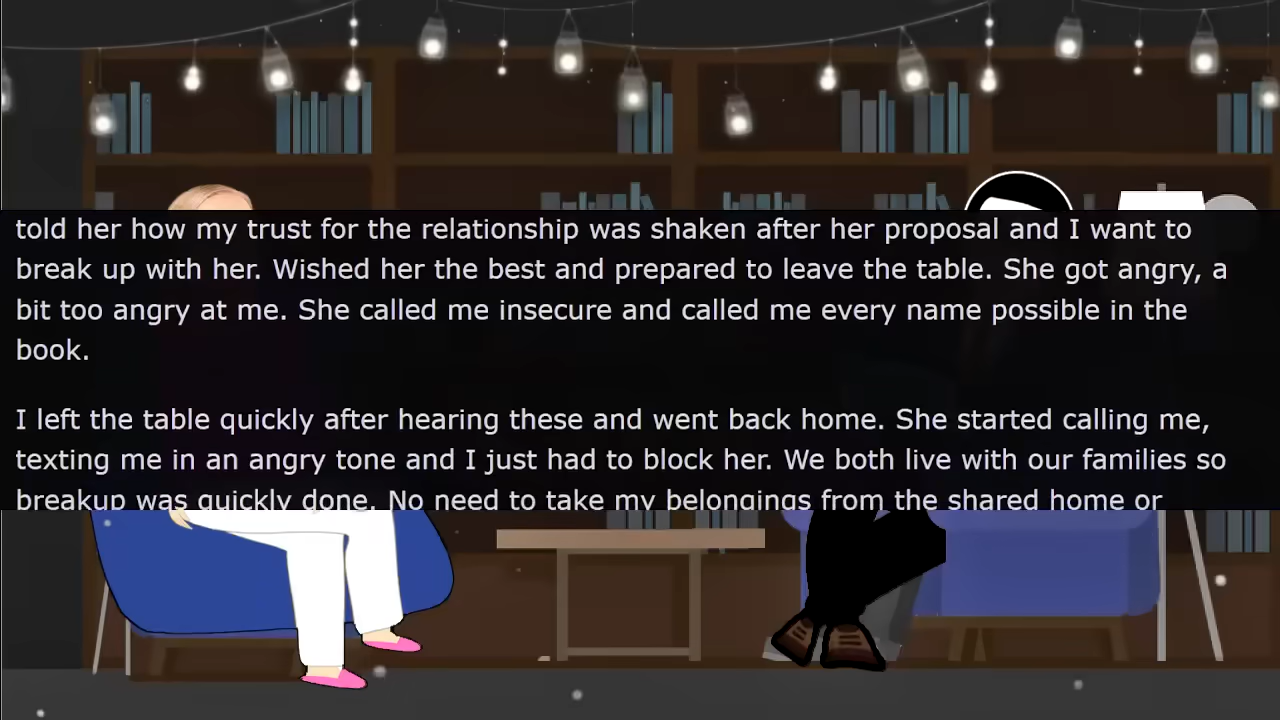 told her how my trust for the relationship was shaken after her proposal and I want to
break up with her. Wished her the best and prepared to leave the table. She got angry, a
bit too angry at me. She called me insecure and called me every name possible in the
book.
I left the table quickly after hearing these and went back home. She started calling me,
texting me in an angry tone and I just had to block her. We both live with our families so
breakup was quickly done. No need to take my belongings from the shared home or